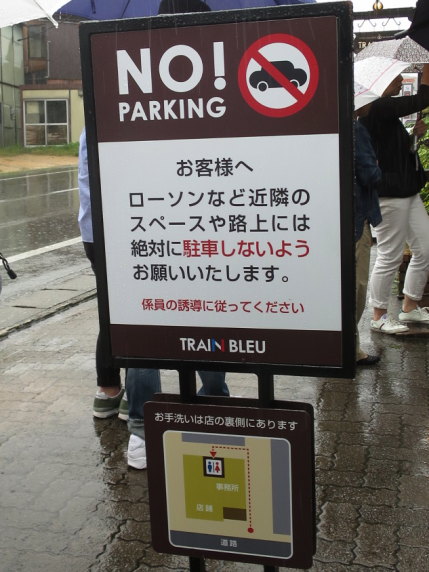 NO!
PARKING
お客様へ
ローソンなど近隣の
スペースや路上には
絶対に駐車しないよう
お願いいたします。
係員の誘導に従ってください
TRAIN BLEU
お手洗いは店の裏側にあります
事務所
店舗
道路